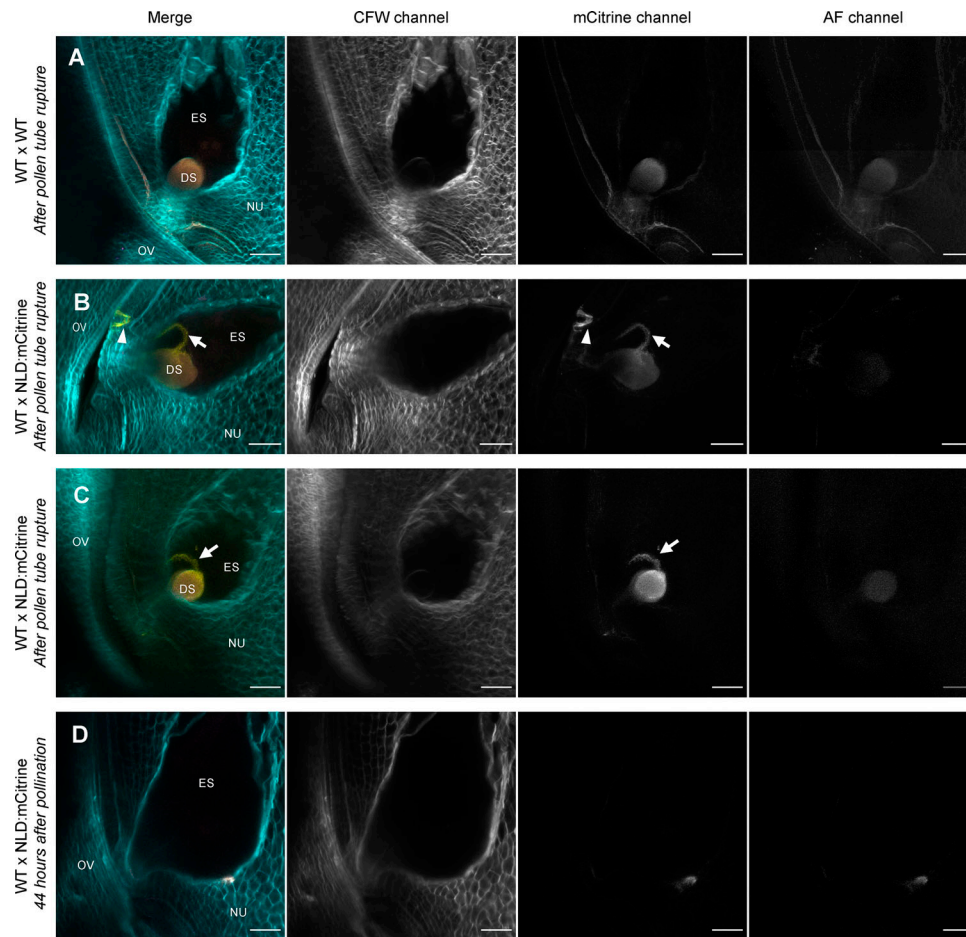 Merge
CFW channel
mCitrine channel
AF channel
WT x WT
After pollen tube rupture
A
ES
DS
NU
OV
WT x NLD:mCitrine
After pollen tube rupture
B
OV
ES
DS
NU
WT x NLD:mCitrine
After pollen tube rupture
C
OV
ES
DS
NU
WT x NLD:mCitrine
44 hours after pollination
D
ES
OV
NU